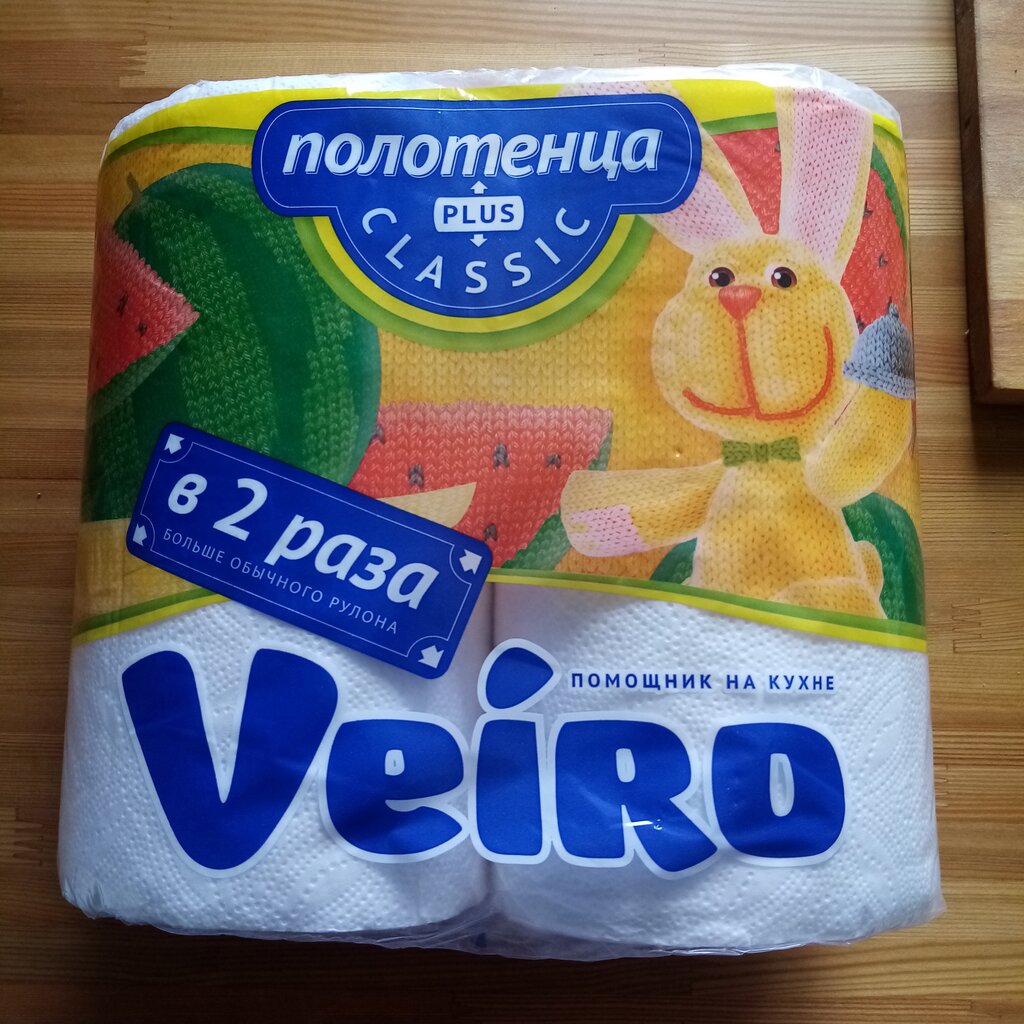 полотенца
PLUS
CLASSIC
в 2 раза
БОЛЬШЕ ОБЫЧНОГО РУЛОНА
ПОМОЩНИК НА КУХНЕ
Veiro